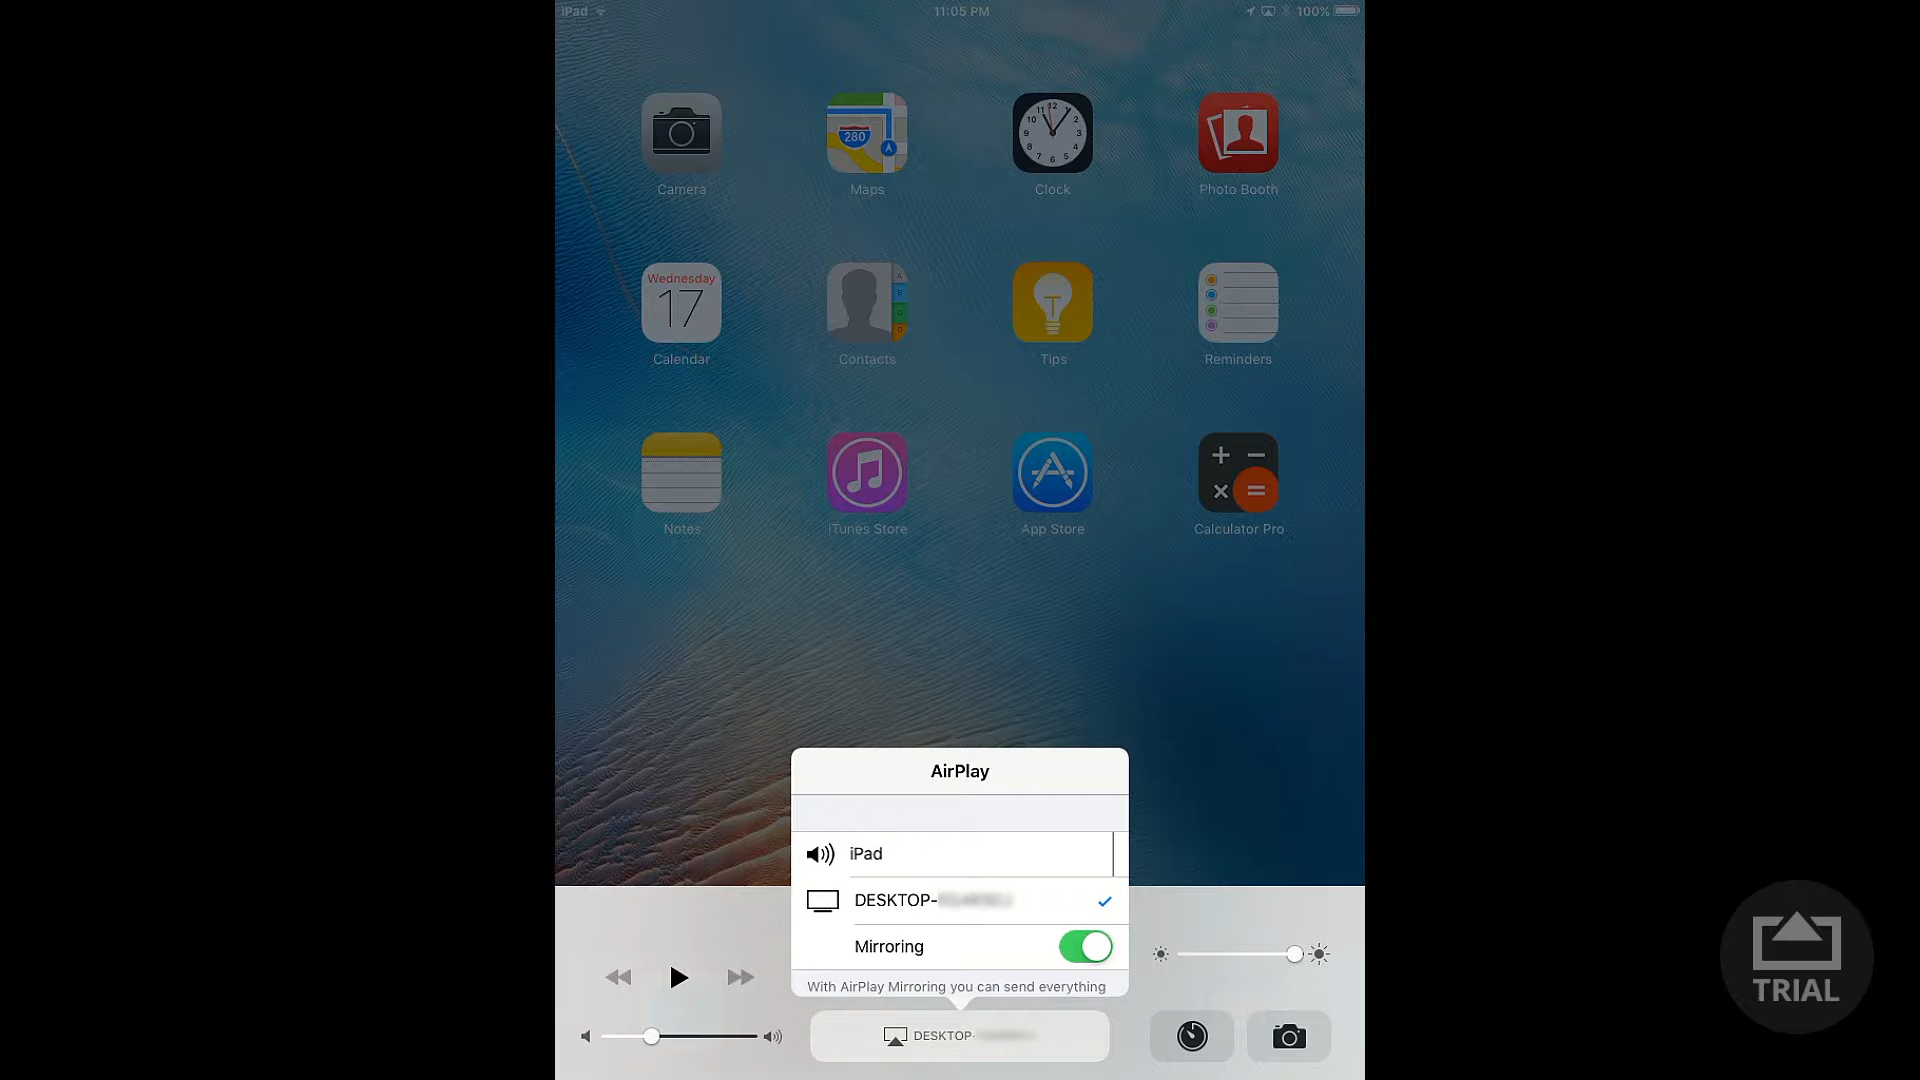 iPad 11:05 PM 100%
Camera Maps Clock Photo Booth
Wednesday
17
Calendar Contacts Tips Reminders
Notes iTunes Store App Store Calculator Pro
280
AirPlay
iPad
DESKTOP-
Mirroring
With AirPlay Mirroring you can send everything
DESKTOP-
TRIAL